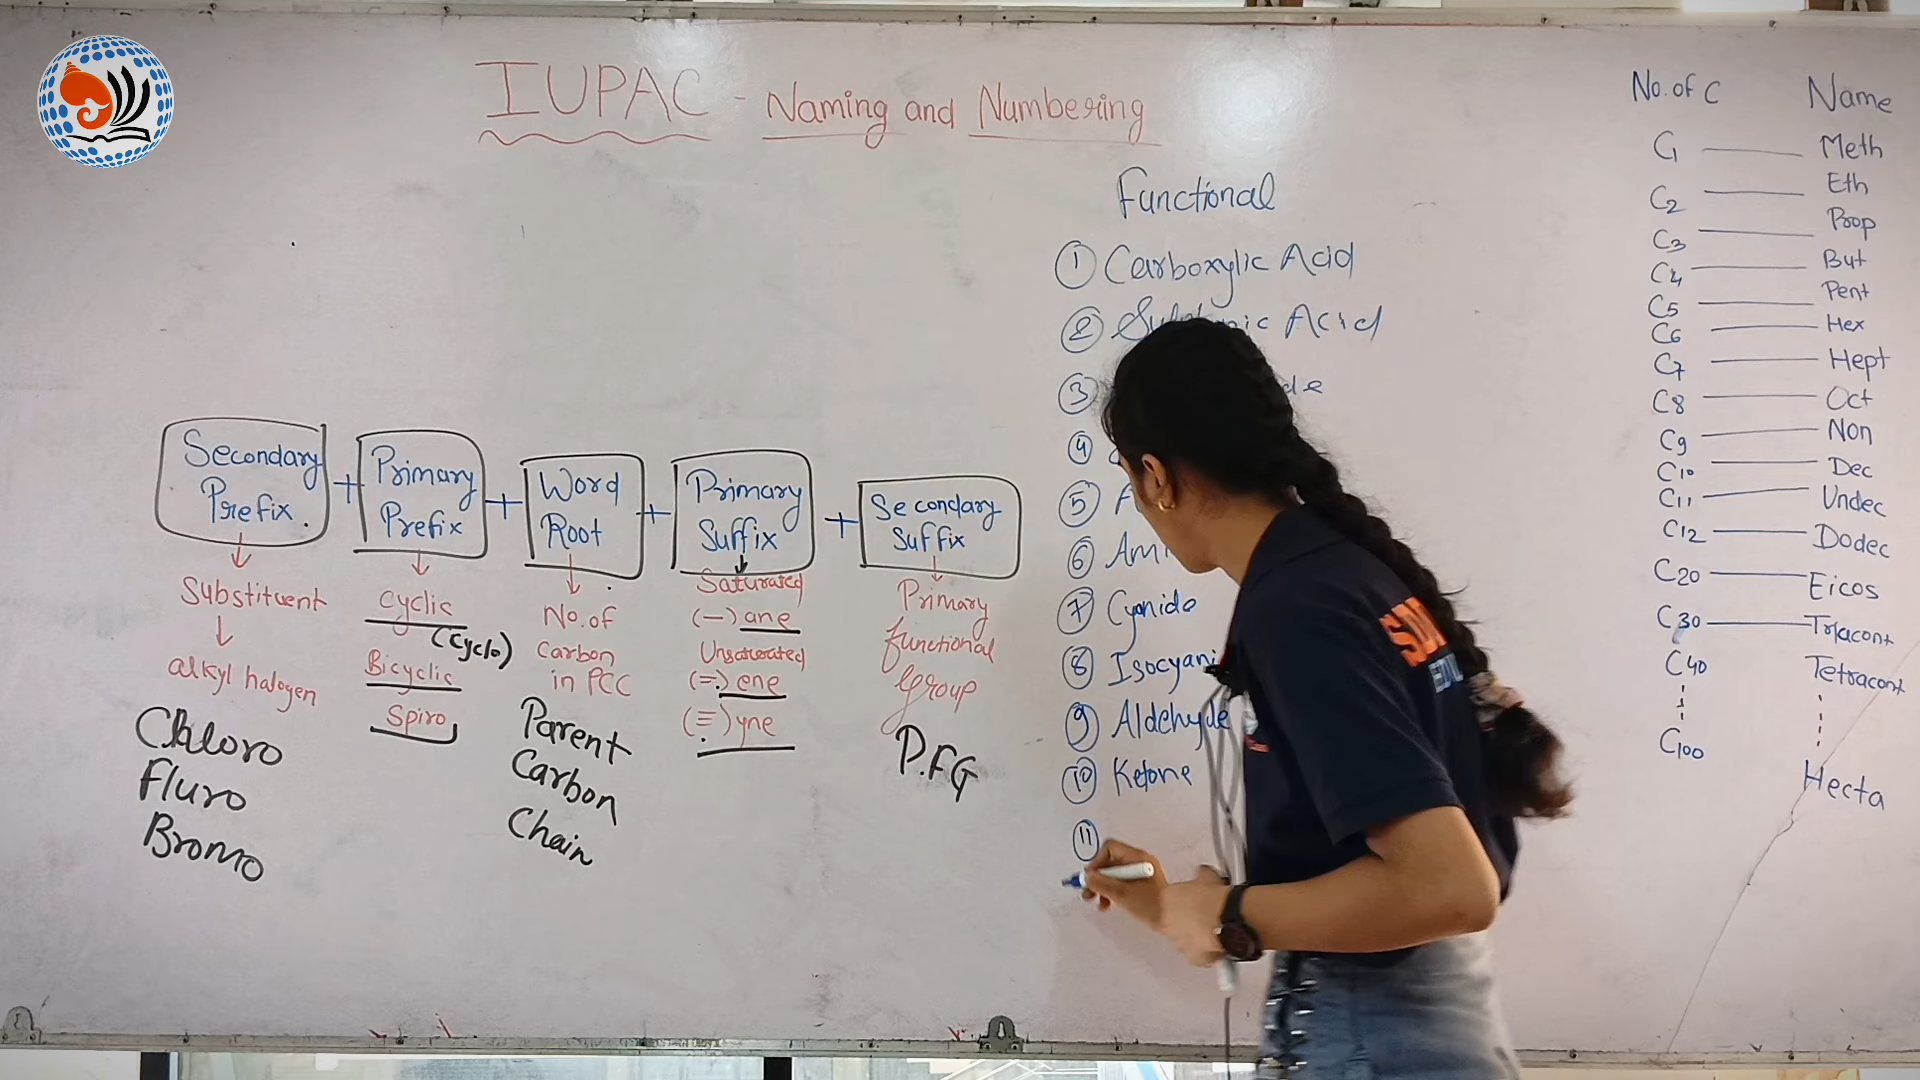 IUPAC - Naming and Numbering
Secondary Prefix.
+
Primary Prefix
+
Word Root
+
Primary Suffix
+
Secondary Suffix
Substituent
alkyl halogen
Chloro
Fluro
Bromo
cyclic
(cyclo)
Bicyclic
Spiro
No. of
Carbon
in PCC
Parent
Carbon
Chain
Saturated
(—) ane
Unsaturated
(=) ene
(≡) yne
Primary
functional
group
P.F.G
Functional
① Carboxylic Acid
② Acid
③
④
⑤
⑥
⑦ Cyanide
⑧
⑨ Aldehyde
⑩ Ketone
⑪
No. of C Name
C1 Meth
C2 Eth
C3 Prop
C4 But
C5 Pent
C6 Hex
C7 Hept
C8 Oct
C9 Non
C10 Dec
C11 Undec
C12 Dodec
C20 Eicos
C30 Triacont
C40 Tetracont
C100 Hecta